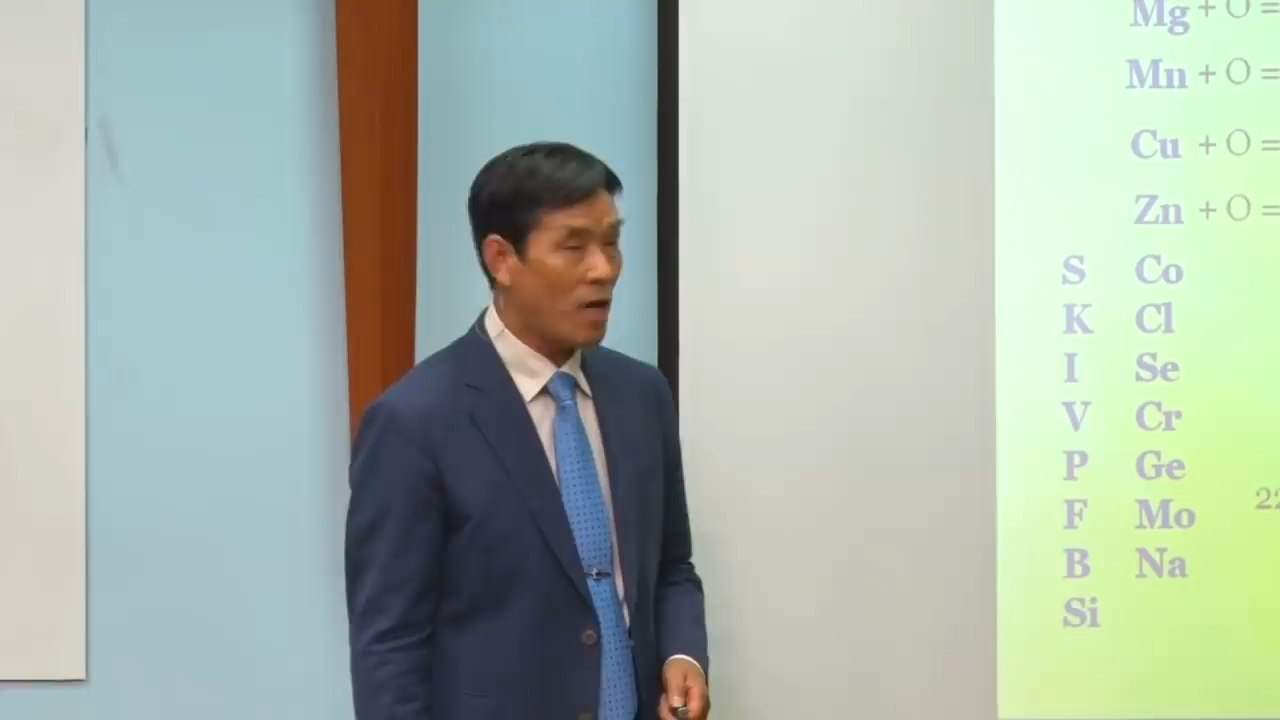 Mg + O =
Mn + O =
Cu + O =
Zn + O =
S Co
K Cl
I Se
V Cr
P Ge
F Mo
B Na
Si